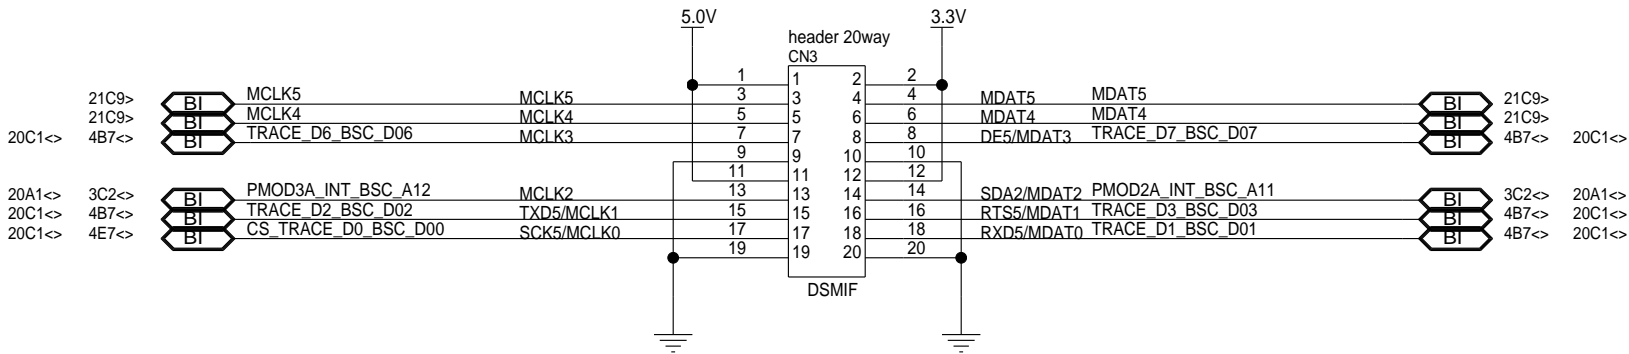 5.0V 3.3V
header 20way
CN3
1 1 2 2
21C9> BI MCLK5 MCLK5 3 3 4 4 MDAT5 MDAT5 BI 21C9>
21C9> BI MCLK4 MCLK4 5 5 6 6 MDAT4 MDAT4 BI 21C9>
20C1<> 4B7<> BI TRACE_D6_BSC_D06 MCLK3 7 7 8 8 DE5/MDAT3 TRACE_D7_BSC_D07 BI 4B7<> 20C1<>
9 9 10 10
11 11 12 12
20A1<> 3C2<> BI PMOD3A_INT_BSC_A12 MCLK2 13 13 14 14 SDA2/MDAT2 PMOD2A_INT_BSC_A11 BI 3C2<> 20A1<>
20C1<> 4B7<> BI TRACE_D2_BSC_D02 TXD5/MCLK1 15 15 16 16 RTS5/MDAT1 TRACE_D3_BSC_D03 BI 4B7<> 20C1<>
20C1<> 4E7<> BI CS_TRACE_D0_BSC_D00 SCK5/MCLK0 17 17 18 18 RXD5/MDAT0 TRACE_D1_BSC_D01 BI 4B7<> 20C1<>
19 19 20 20
DSMIF